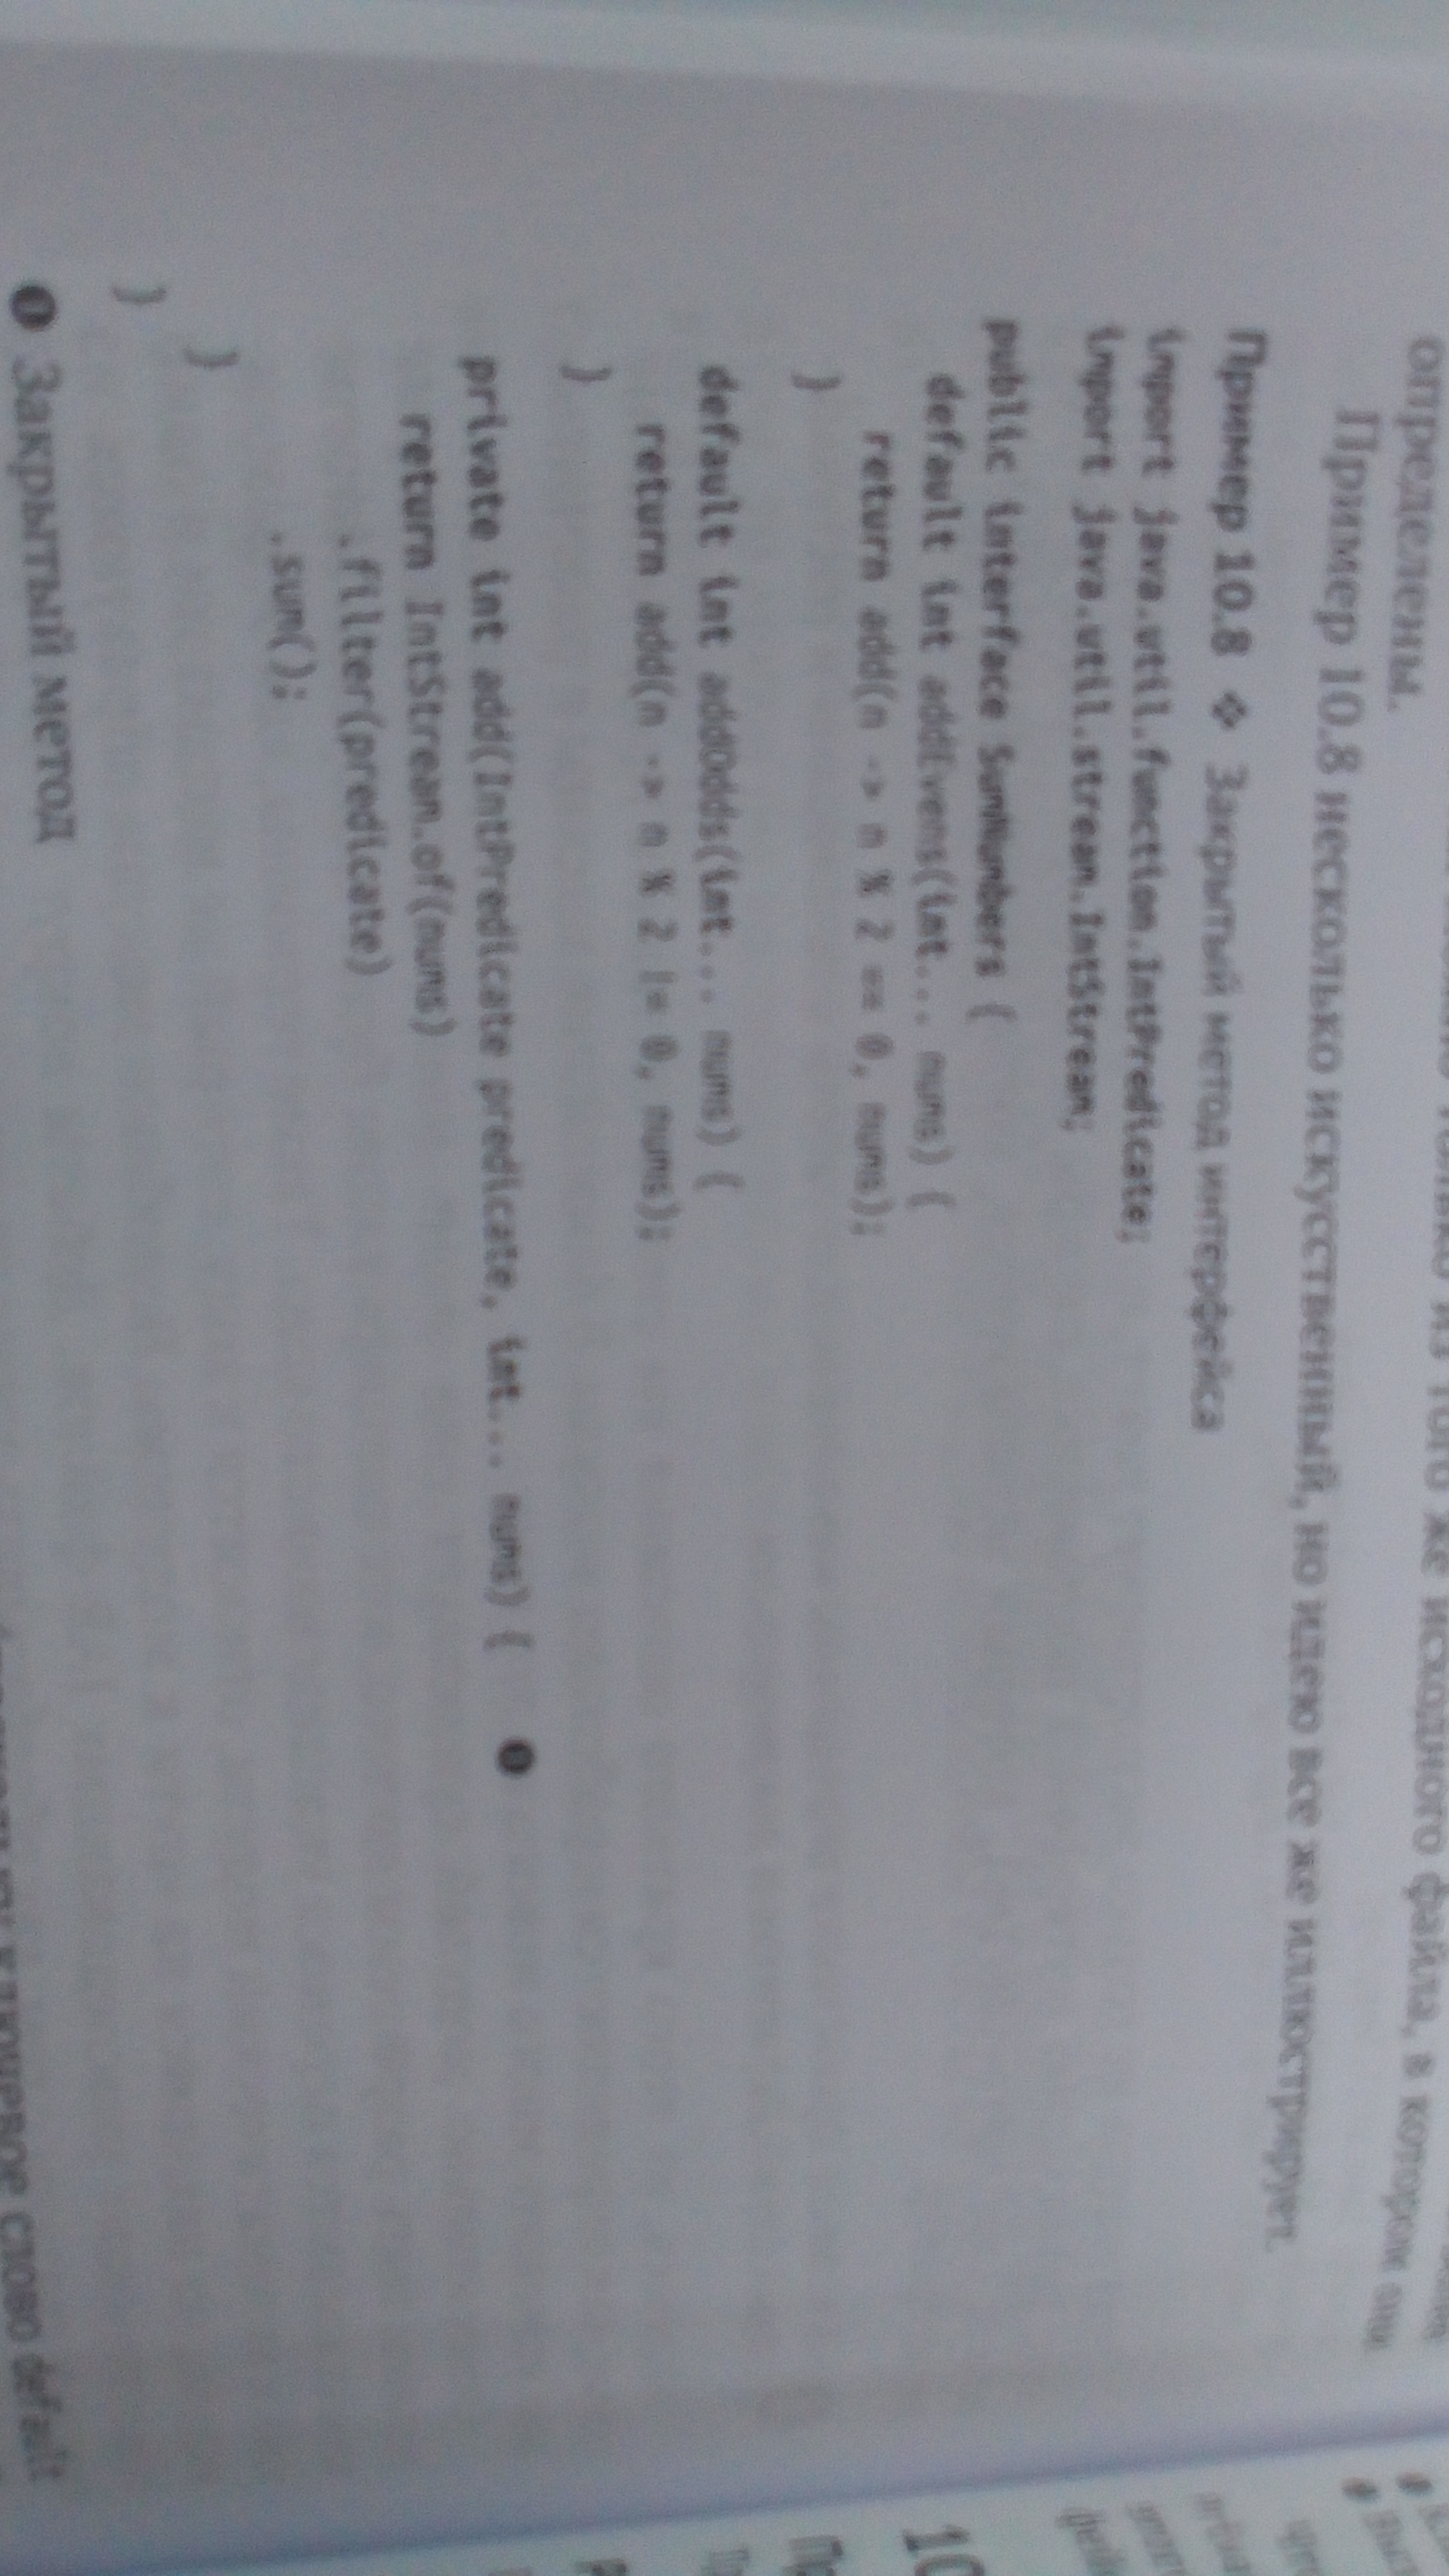 только из того же исходного файла, в котором они
определены.
Пример 10.8 несколько искусственный, но идею все же иллюстрирует.
Пример 10.8 ❖ Закрытый метод интерфейса
import java.util.function.IntPredicate;
import java.util.stream.IntStream;
public interface SumNumbers {
default int addEvens(int... nums) {
return add(n -> n % 2 == 0, nums);
}
default int addOdds(int... nums) {
return add(n -> n % 2 != 0, nums);
}
private int add(IntPredicate predicate, int... nums) { ❶
return IntStream.of(nums)
.filter(predicate)
.sum();
}
}
❶ Закрытый метод
ключевое слово default
10